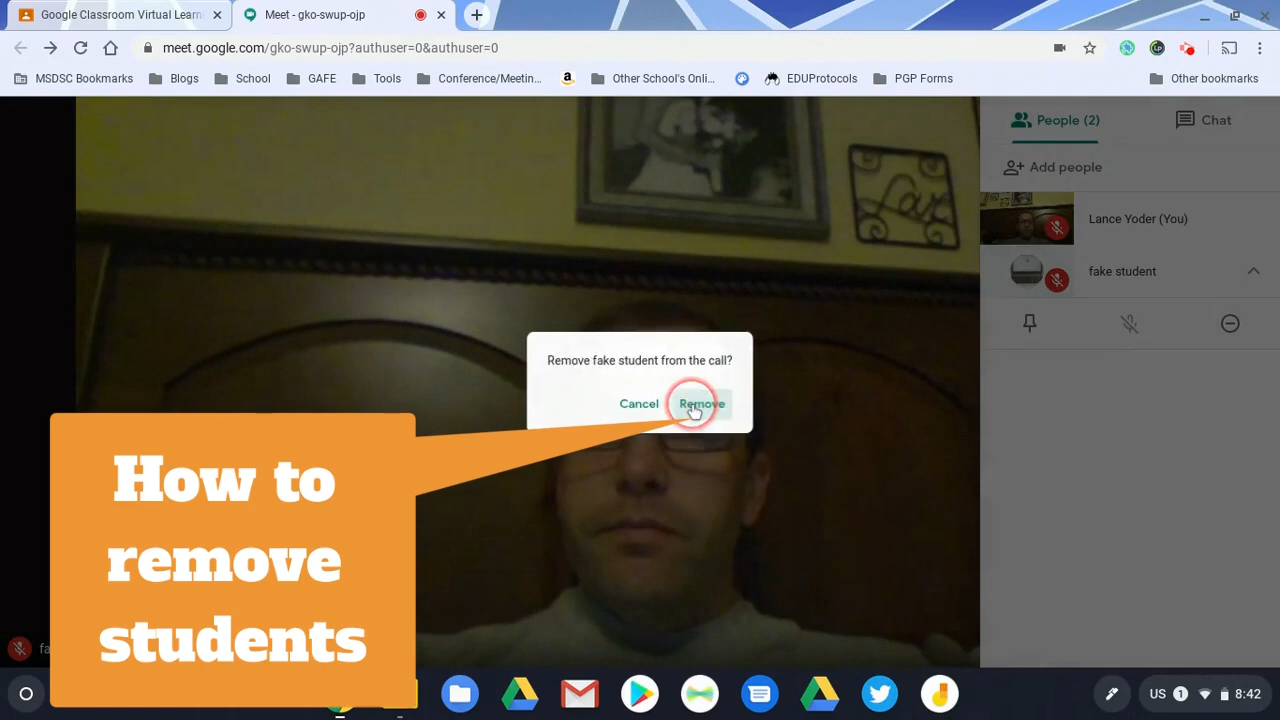 Google Classroom Virtual Learn
Meet - gko-swup-ojp
meet.google.com/gko-swup-ojp?authuser=0&authuser=0
MSDSC Bookmarks
Blogs
School
GAFE
Tools
Conference/Meetin...
Other School's Onli...
EDUProtocols
PGP Forms
Other bookmarks
People (2)
Chat
Add people
Lance Yoder (You)
fake student
Remove fake student from the call?
Cancel Remove
How to
remove
students
fa
US 1 8:42